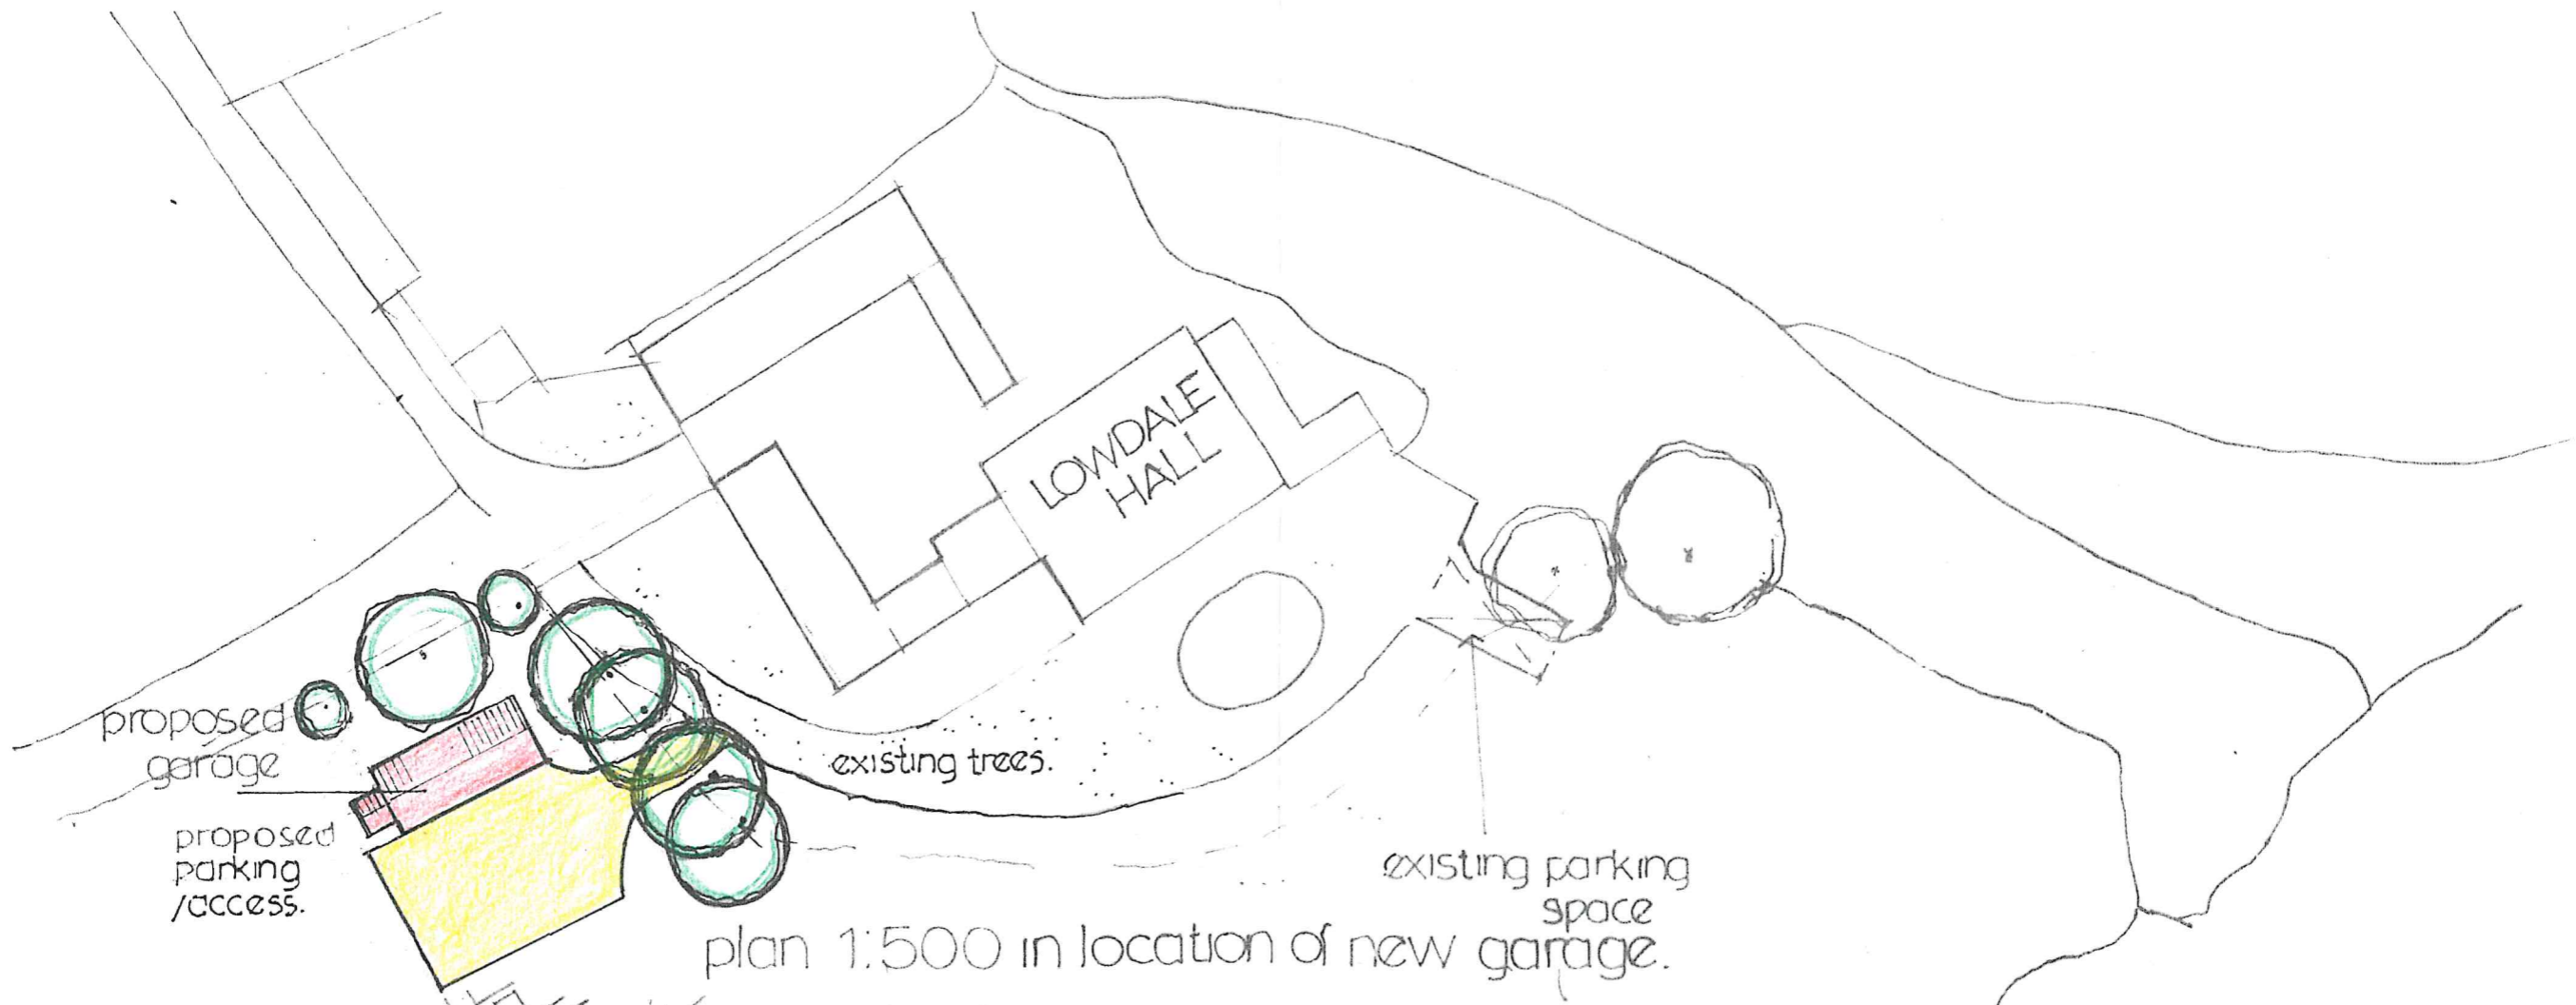 LOWDALE
HALL
proposed
garage
existing trees.
proposed
parking
/access.
existing parking
space
plan 1:500 in location of new garage.